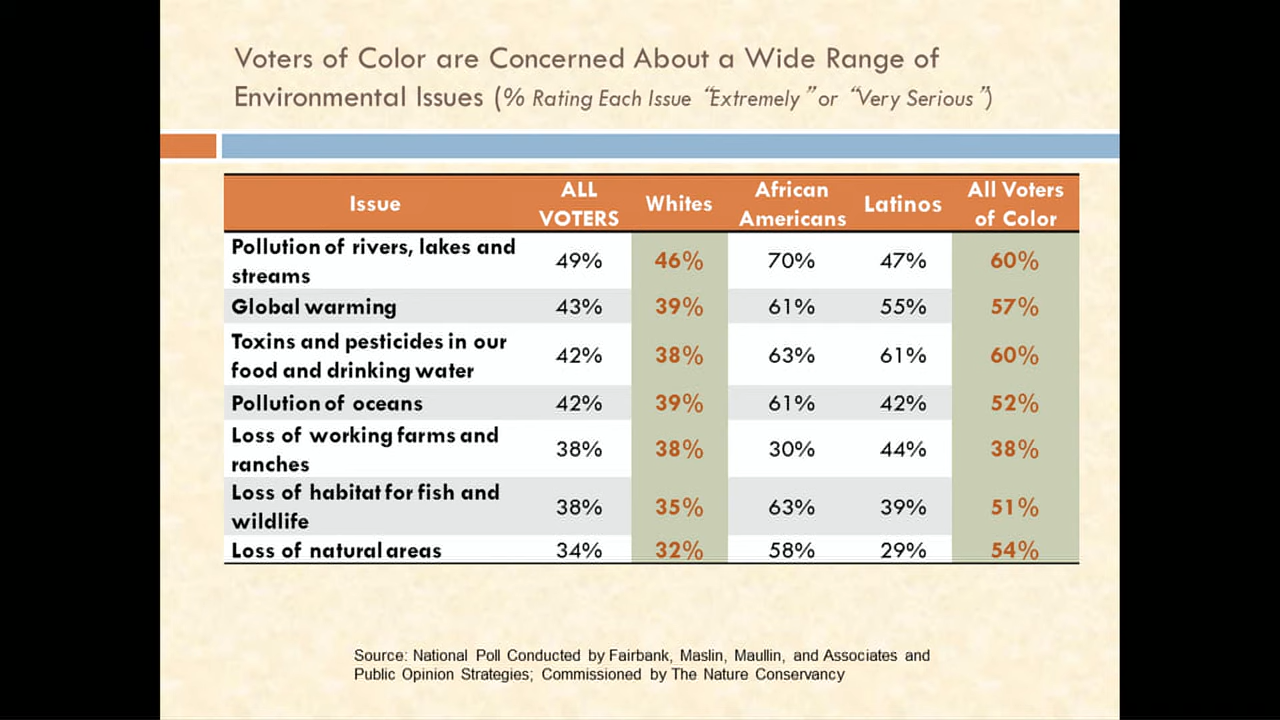 Voters of Color are Concerned About a Wide Range of
Environmental Issues (% Rating Each Issue “Extremely” or “Very Serious”)
Issue ALL VOTERS Whites African Americans Latinos All Voters of Color
Pollution of rivers, lakes and streams 49% 46% 70% 47% 60%
Global warming 43% 39% 61% 55% 57%
Toxins and pesticides in our food and drinking water 42% 38% 63% 61% 60%
Pollution of oceans 42% 39% 61% 42% 52%
Loss of working farms and ranches 38% 38% 30% 44% 38%
Loss of habitat for fish and wildlife 38% 35% 63% 39% 51%
Loss of natural areas 34% 32% 58% 29% 54%
Source: National Poll Conducted by Fairbank, Maslin, Maullin, and Associates and
Public Opinion Strategies; Commissioned by The Nature Conservancy